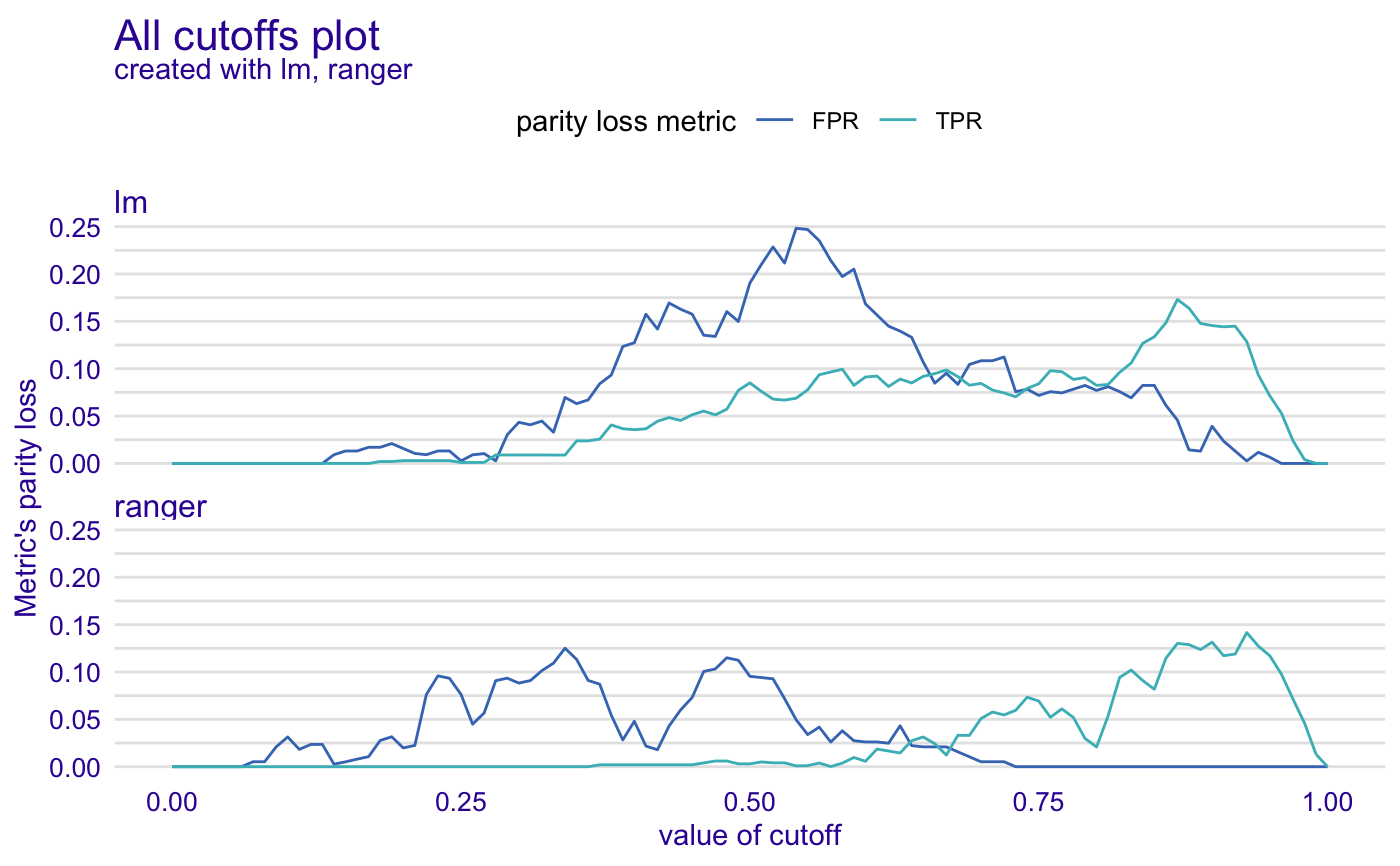 All cutoffs plot
created with lm, ranger
parity loss metric FPR TPR
lm
0.25
0.20
0.15
0.10
0.05
0.00
ranger
0.25
0.20
0.15
0.10
0.05
0.00
Metric's parity loss
0.00 0.25 0.50 0.75 1.00
value of cutoff